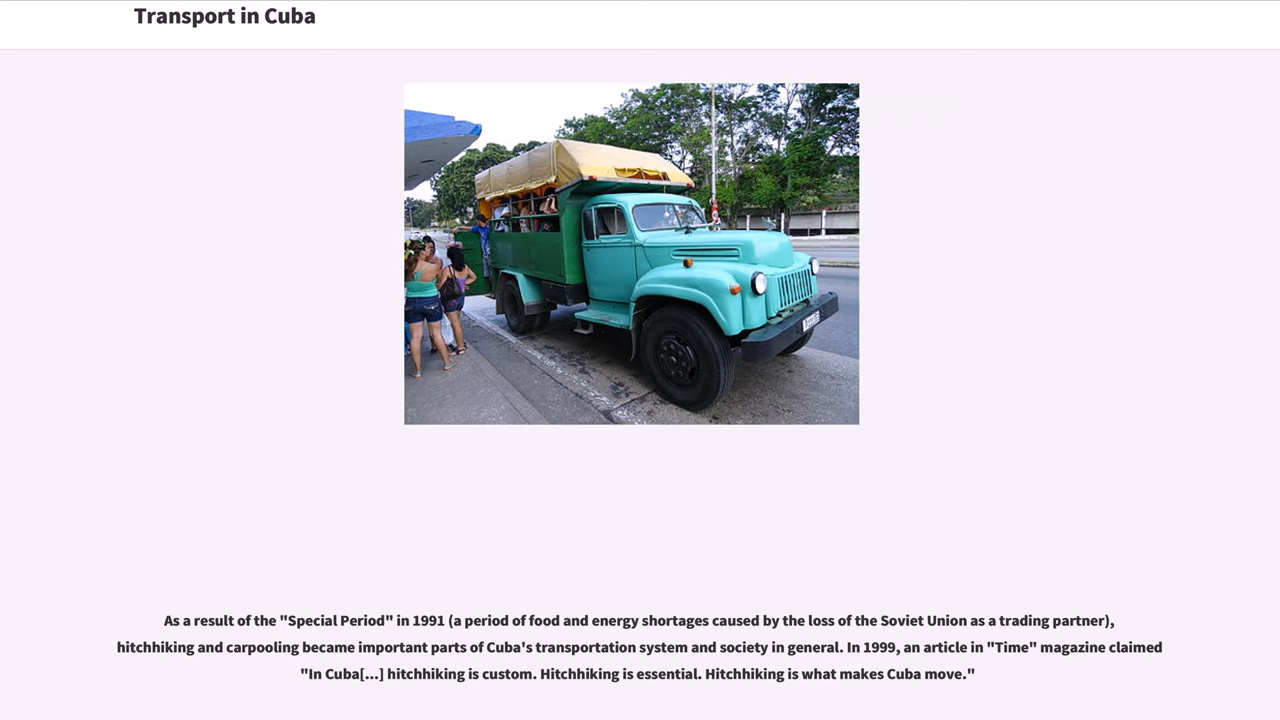 Transport in Cuba
As a result of the "Special Period" in 1991 (a period of food and energy shortages caused by the loss of the Soviet Union as a trading partner),
hitchhiking and carpooling became important parts of Cuba's transportation system and society in general. In 1999, an article in "Time" magazine claimed
"In Cuba[...] hitchhiking is custom. Hitchhiking is essential. Hitchhiking is what makes Cuba move."